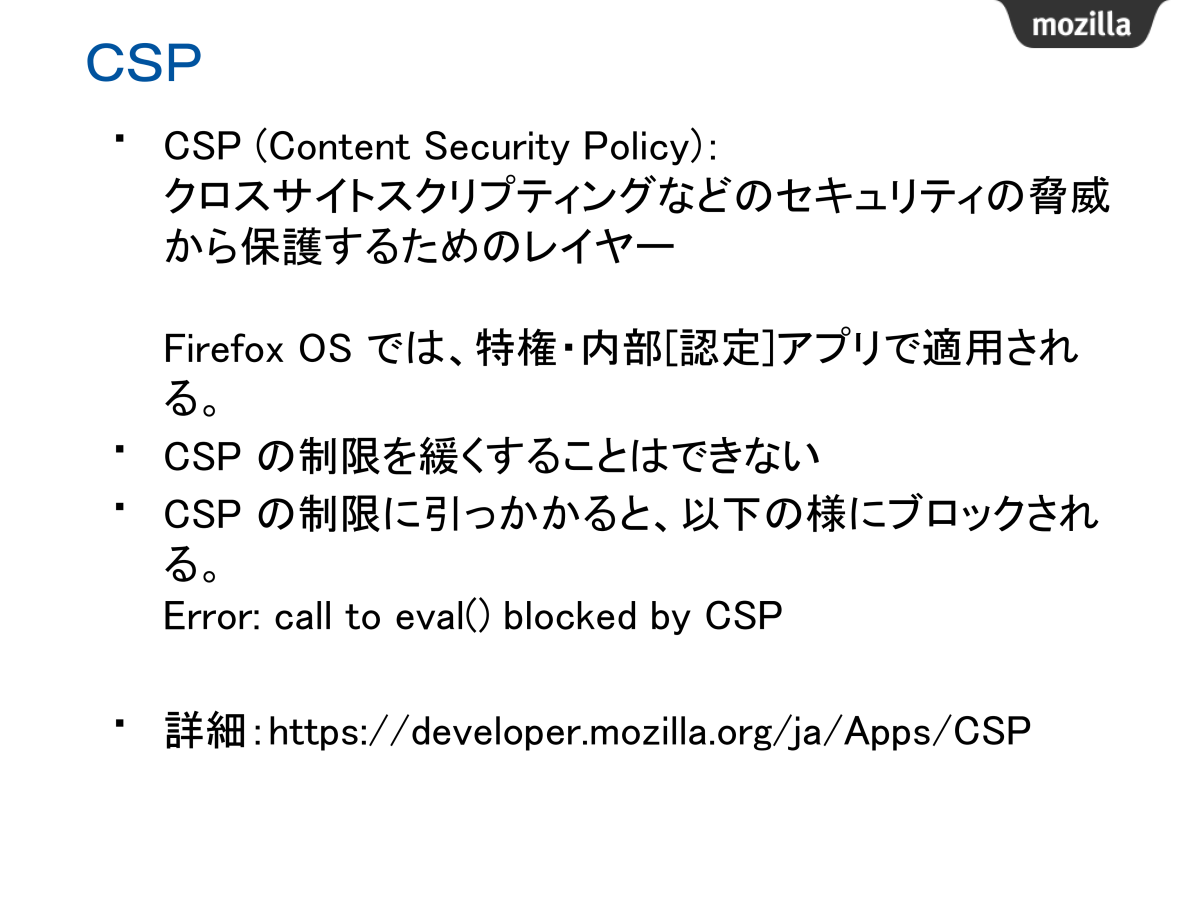 mozilla
CSP
▪ CSP (Content Security Policy):
クロスサイトスクリプティングなどのセキュリティの脅威
から保護するためのレイヤー
Firefox OS では、特権・内部[認定]アプリで適用され
る。
▪ CSP の制限を緩くすることはできない
▪ CSP の制限に引っかかると、以下の様にブロックされ
る。
Error: call to eval() blocked by CSP
▪ 詳細：https://developer.mozilla.org/ja/Apps/CSP